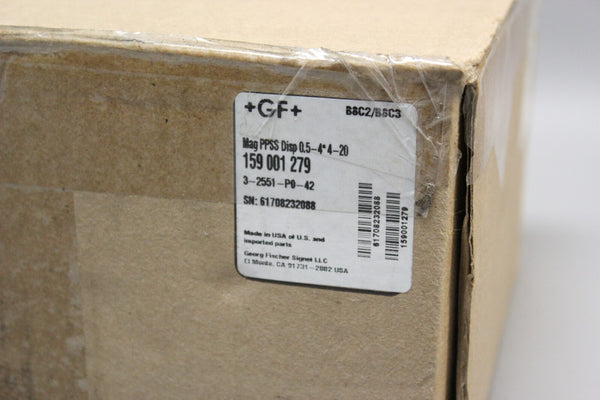 +GF+
B8C2/B8C3
Mag PPSS Disp 0.5-4" 4-20
159 001 279
3-2551-P0-42
SN: 61708232088
61708232088
159001279
Made in USA of U.S. and
imported parts
Georg Fischer Signet LLC
El Monte, CA 91731-2882 USA